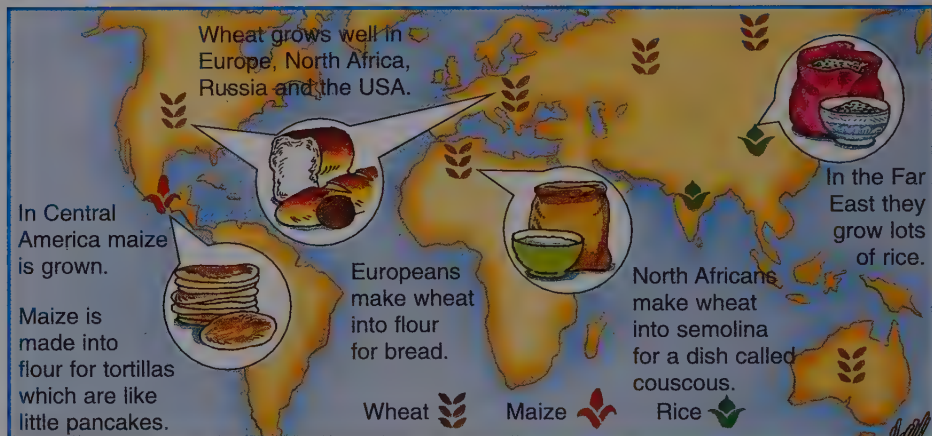 Wheat grows well in
Europe, North Africa,
Russia and the USA.
In Central
America maize
is grown.
Maize is
made into
flour for tortillas
which are like
little pancakes.
Europeans
make wheat
into flour
for bread.
North Africans
make wheat
into semolina
for a dish called
couscous.
In the Far
East they
grow lots
of rice.
Wheat Maize Rice